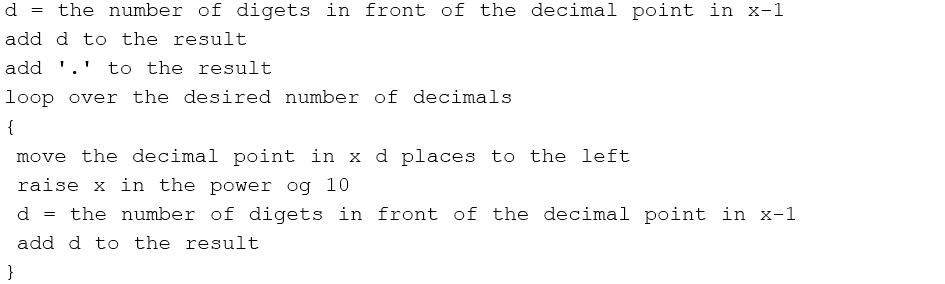 d = the number of digets in front of the decimal point in x-1
add d to the result
add '.' to the result
loop over the desired number of decimals
{
move the decimal point in x d places to the left
raise x in the power og 10
d = the number of digets in front of the decimal point in x-1
add d to the result
}